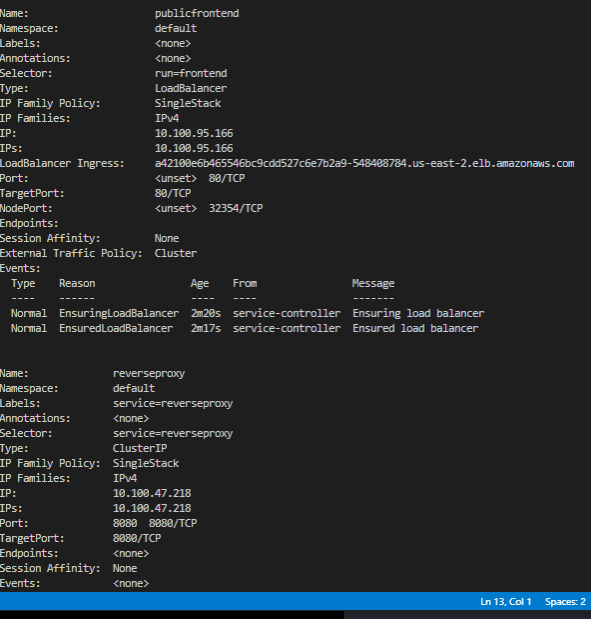 Name: publicfrontend
Namespace: default
Labels: <none>
Annotations: <none>
Selector: run=frontend
Type: LoadBalancer
IP Family Policy: SingleStack
IP Families: IPv4
IP: 10.100.95.166
IPs: 10.100.95.166
LoadBalancer Ingress: a42100e6b465546bc9cdd527c6e7b2a9-548408784.us-east-2.elb.amazonaws.com
Port: <unset> 80/TCP
TargetPort: 80/TCP
NodePort: <unset> 32354/TCP
Endpoints:
Session Affinity: None
External Traffic Policy: Cluster
Events:
Type Reason Age From Message
---- ------ ---- ---- -------
Normal EnsuringLoadBalancer 2m20s service-controller Ensuring load balancer
Normal EnsuredLoadBalancer 2m17s service-controller Ensured load balancer
Name: reverseproxy
Namespace: default
Labels: service=reverseproxy
Annotations: <none>
Selector: service=reverseproxy
Type: ClusterIP
IP Family Policy: SingleStack
IP Families: IPv4
IP: 10.100.47.218
IPs: 10.100.47.218
Port: 8080 8080/TCP
TargetPort: 8080/TCP
Endpoints: <none>
Session Affinity: None
Events: <none>
Ln 13, Col 1 Spaces: 2